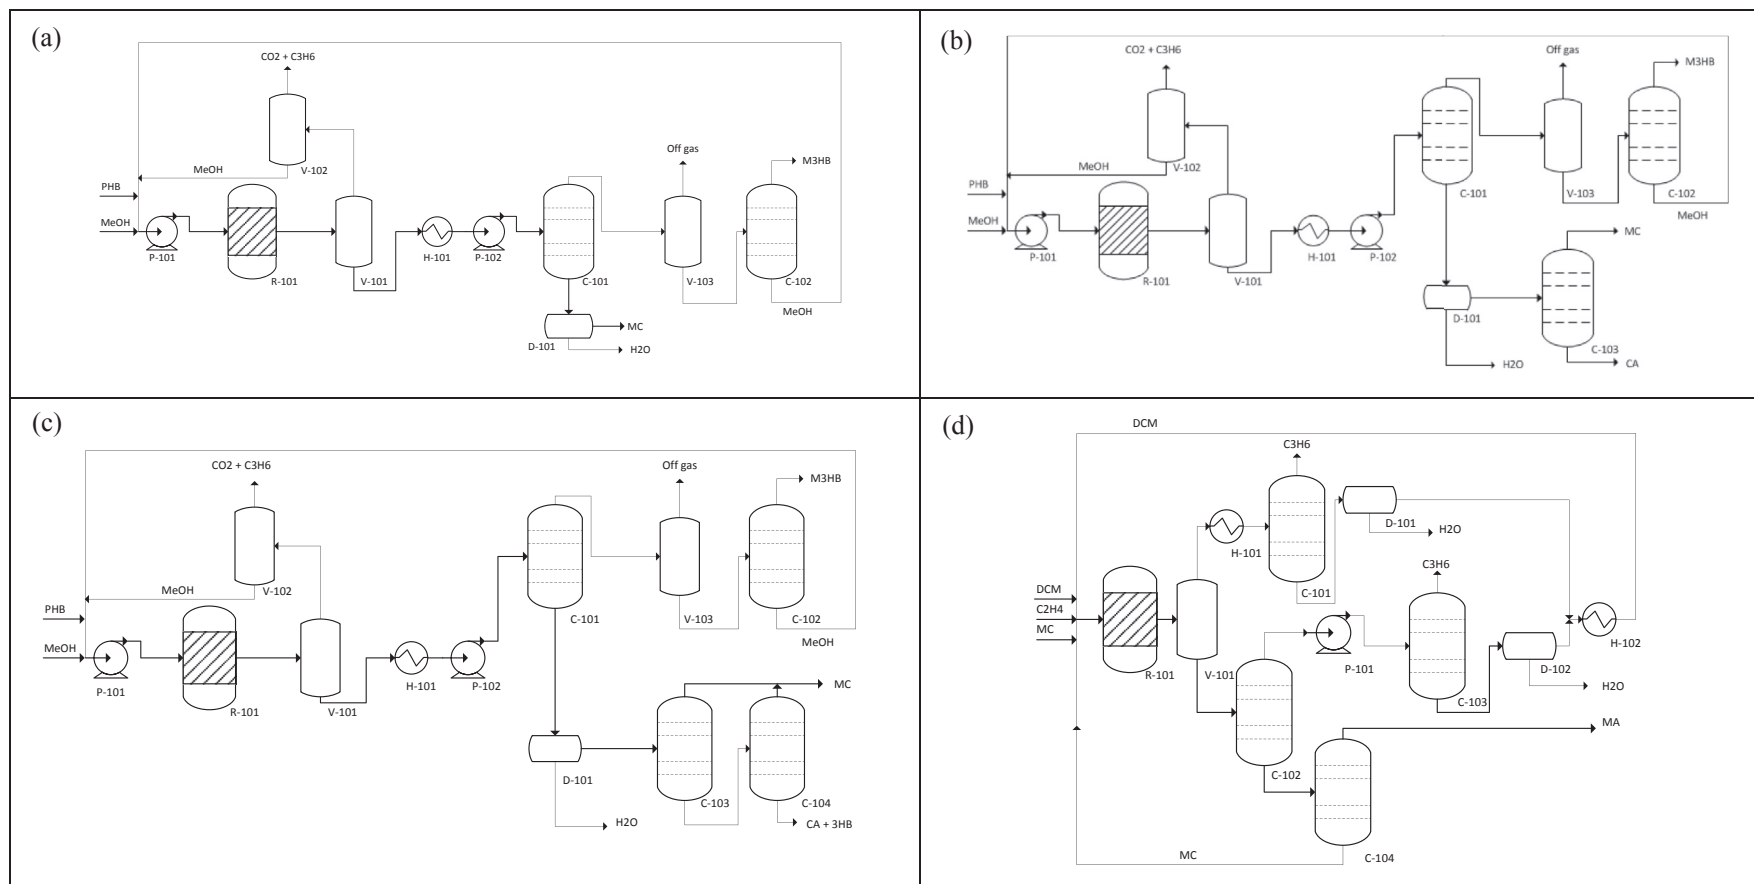 (a)
CO2 + C3H6
V-102
MeOH
PHB
MeOH
P-101
R-101
V-101
H-101
P-102
C-101
Off gas
V-103
M3HB
C-102
MeOH
D-101
MC
H2O
(b)
CO2 + C3H6
V-102
MeOH
PHB
MeOH
P-101
R-101
V-101
H-101
P-102
C-101
Off gas
V-103
M3HB
C-102
MeOH
MC
D-101
C-103
H2O
CA
(c)
CO2 + C3H6
V-102
MeOH
PHB
MeOH
P-101
R-101
V-101
H-101
P-102
C-101
Off gas
V-103
M3HB
C-102
MeOH
MC
D-101
C-103
C-104
H2O
CA + 3HB
(d)
DCM
C3H6
D-101
H2O
H-101
C-101
C3H6
DCM
C2H4
MC
R-101
V-101
P-101
H-102
D-102
C-103
H2O
MA
C-102
MC
C-104